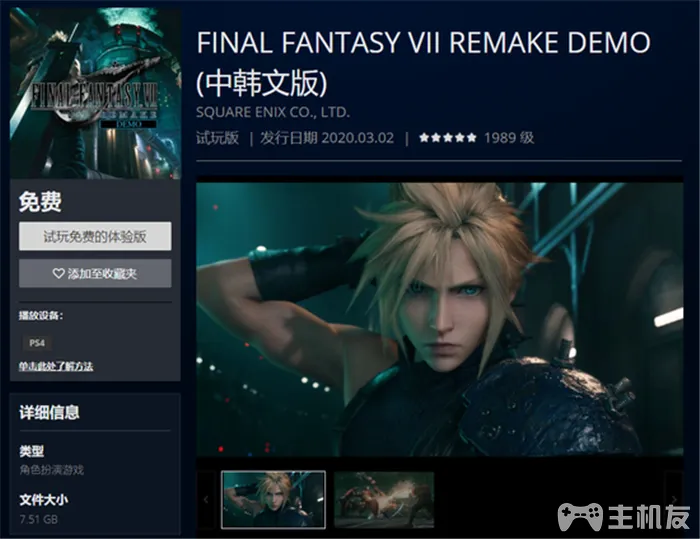 FINAL FANTASY VII
REMAKE
DEMO
免费
试玩免费的体验版
添加至收藏夹
播放设备:
PS4
单击此处了解方法
详细信息
类型
角色扮演游戏
文件大小
7.51 GB
FINAL FANTASY VII REMAKE DEMO
(中韩文版)
SQUARE ENIX CO., LTD.
试玩版 | 发行日期 2020.03.02 | ★★★★★ 1989 级
主机友